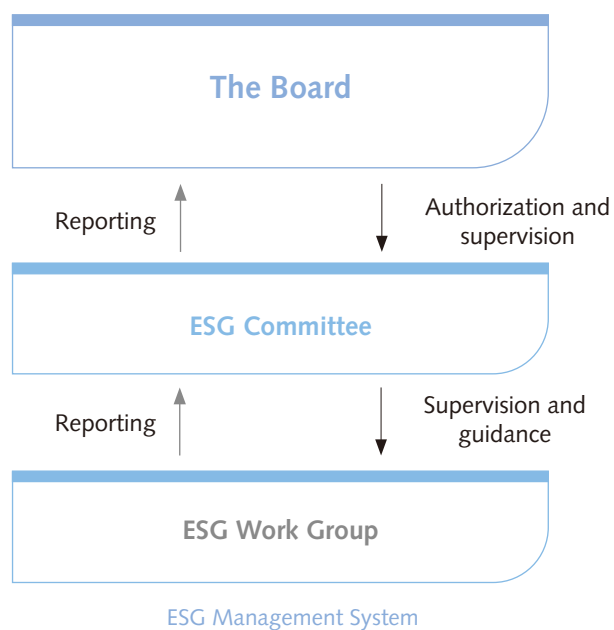 The Board
Reporting
Authorization and
supervision
ESG Committee
Reporting
Supervision and
guidance
ESG Work Group
ESG Management System